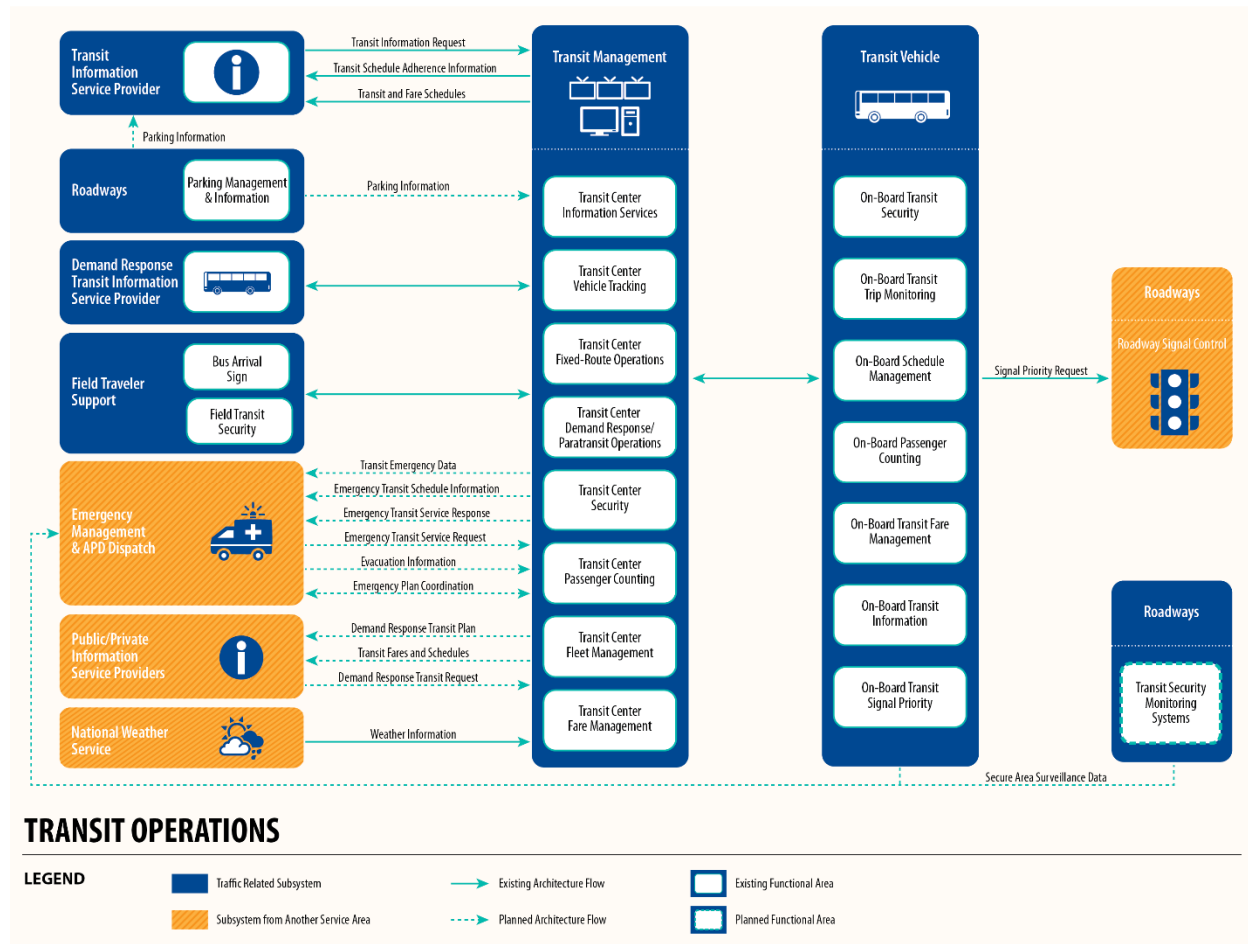 Transit
Information
Service Provider
Transit Information Request
Transit Schedule Adherence Information
Transit and Fare Schedules
Parking Information
Roadways
Parking Management
& Information
Parking Information
Demand Response
Transit Information
Service Provider
Field Traveler
Support
Bus Arrival
Sign
Field Transit
Security
Emergency
Management
& APD Dispatch
Transit Emergency Data
Emergency Transit Schedule Information
Emergency Transit Service Response
Emergency Transit Service Request
Evacuation Information
Emergency Plan Coordination
Public/Private
Information
Service Providers
Demand Response Transit Plan
Transit Fares and Schedules
Demand Response Transit Request
National Weather
Service
Weather Information
Transit Management
Transit Center
Information Services
Transit Center
Vehicle Tracking
Transit Center
Fixed-Route Operations
Transit Center
Demand Response/
Paratransit Operations
Transit Center
Security
Transit Center
Passenger Counting
Transit Center
Fleet Management
Transit Center
Fare Management
Transit Vehicle
On-Board Transit
Security
On-Board Transit
Trip Monitoring
On-Board Schedule
Management
On-Board Passenger
Counting
On-Board Transit Fare
Management
On-Board Transit
Information
On-Board Transit
Signal Priority
Signal Priority Request
Roadways
Roadway Signal Control
Roadways
Transit Security
Monitoring
Systems
Secure Area Surveillance Data
TRANSIT OPERATIONS
LEGEND
Traffic Related Subsystem
Existing Architecture Flow
Existing Functional Area
Subsystem from Another Service Area
Planned Architecture Flow
Planned Functional Area